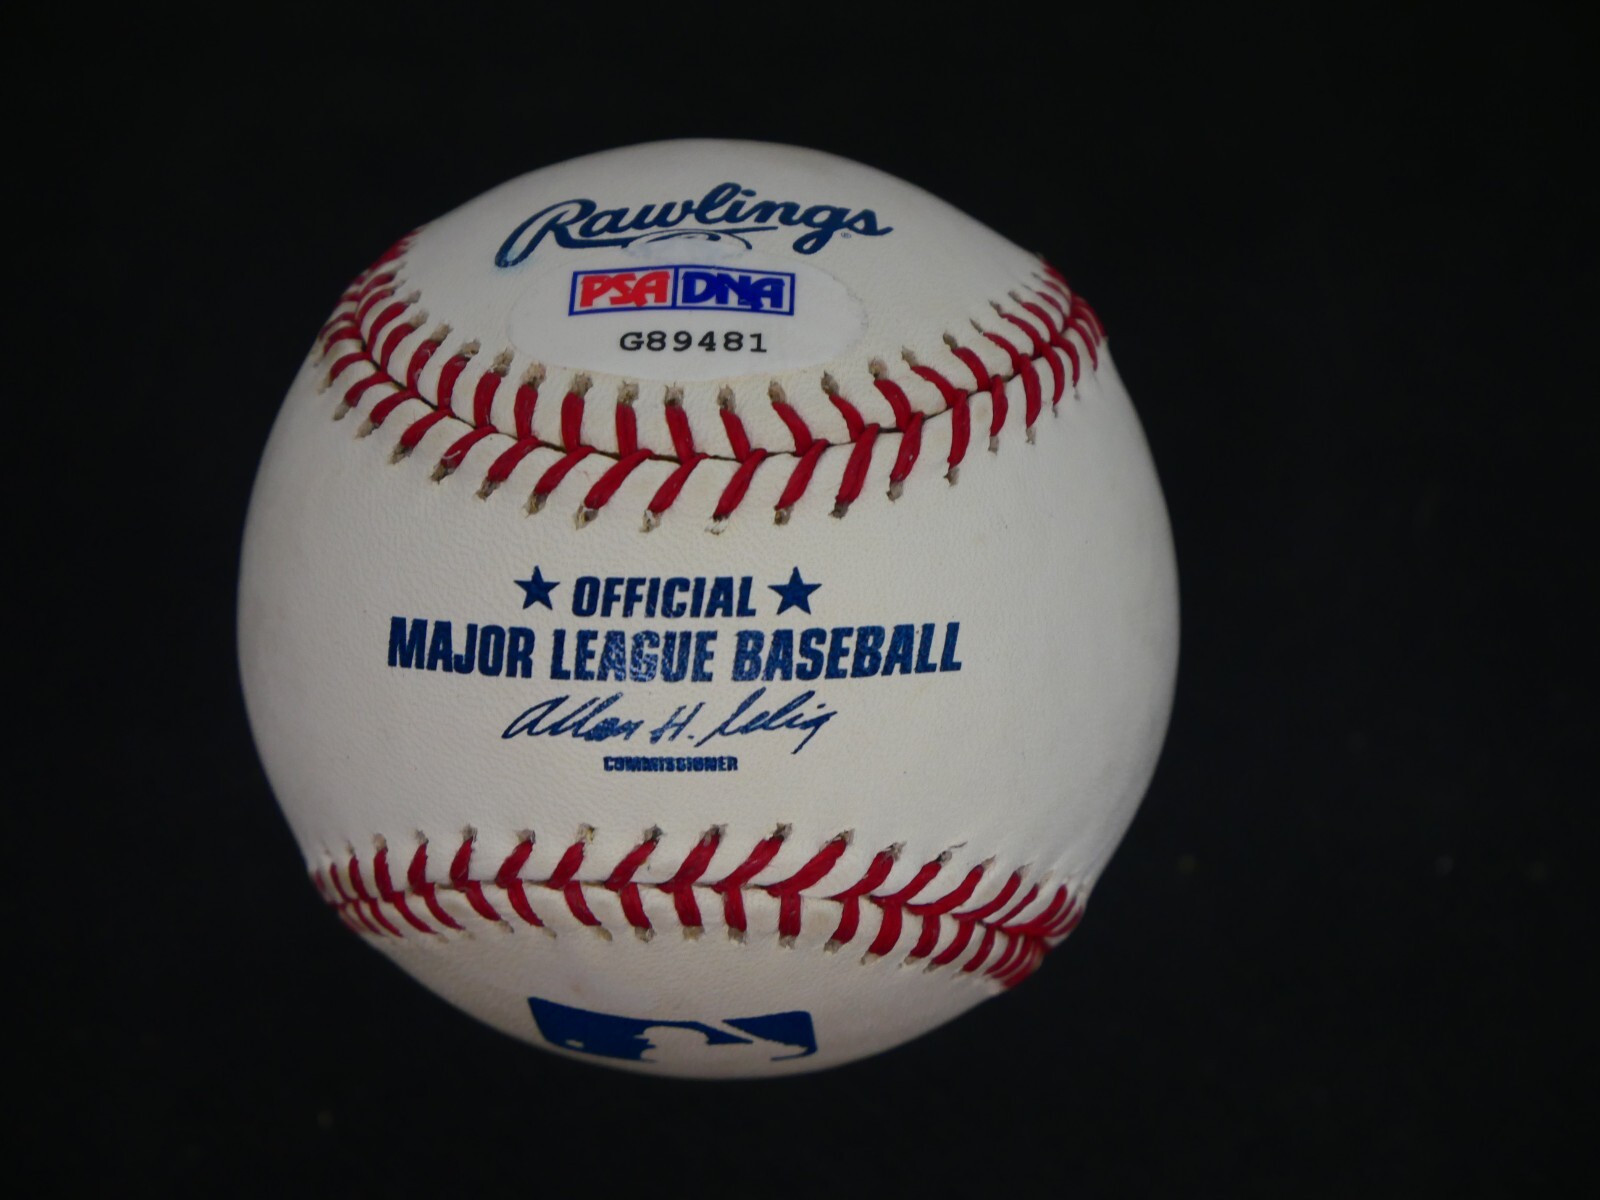 Rawlings®
PSA DNA
G89481
★ OFFICIAL ★
MAJOR LEAGUE BASEBALL
Allan H. Selig
COMMISSIONER